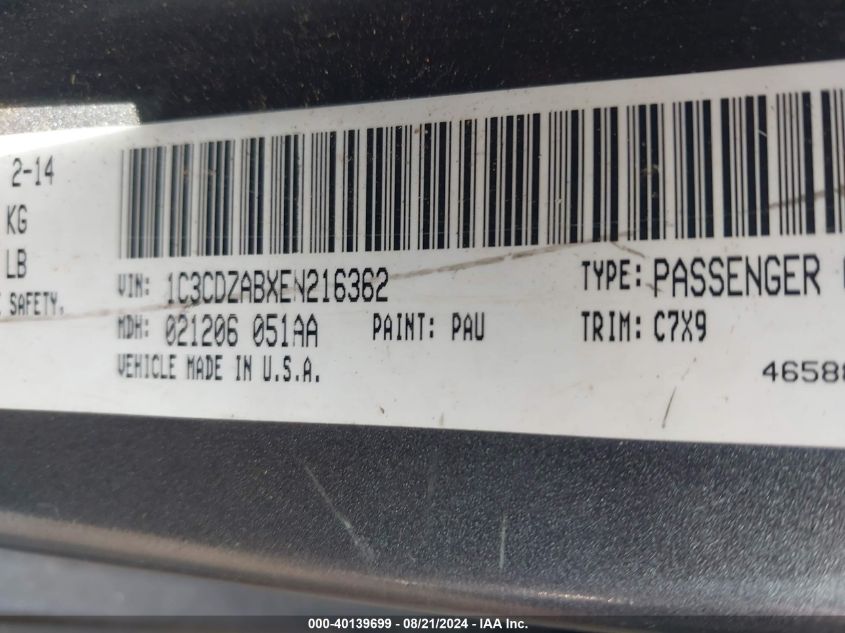 2-14
KG
LB
SAFETY.
VIN: 1C3CDZABXEN216362 TYPE: PASSENGER
MDH: 021206 051AA PAINT: PAU TRIM: C7X9
VEHICLE MADE IN U.S.A.
4658
000-40139699 - 08/21/2024 - IAA Inc.